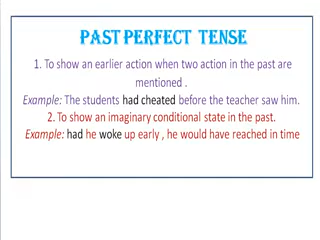 PAST PERFECT TENSE
1. To show an earlier action when two action in the past are
mentioned .
Example: The students had cheated before the teacher saw him.
2. To show an imaginary conditional state in the past.
Example: had he woke up early , he would have reached in time